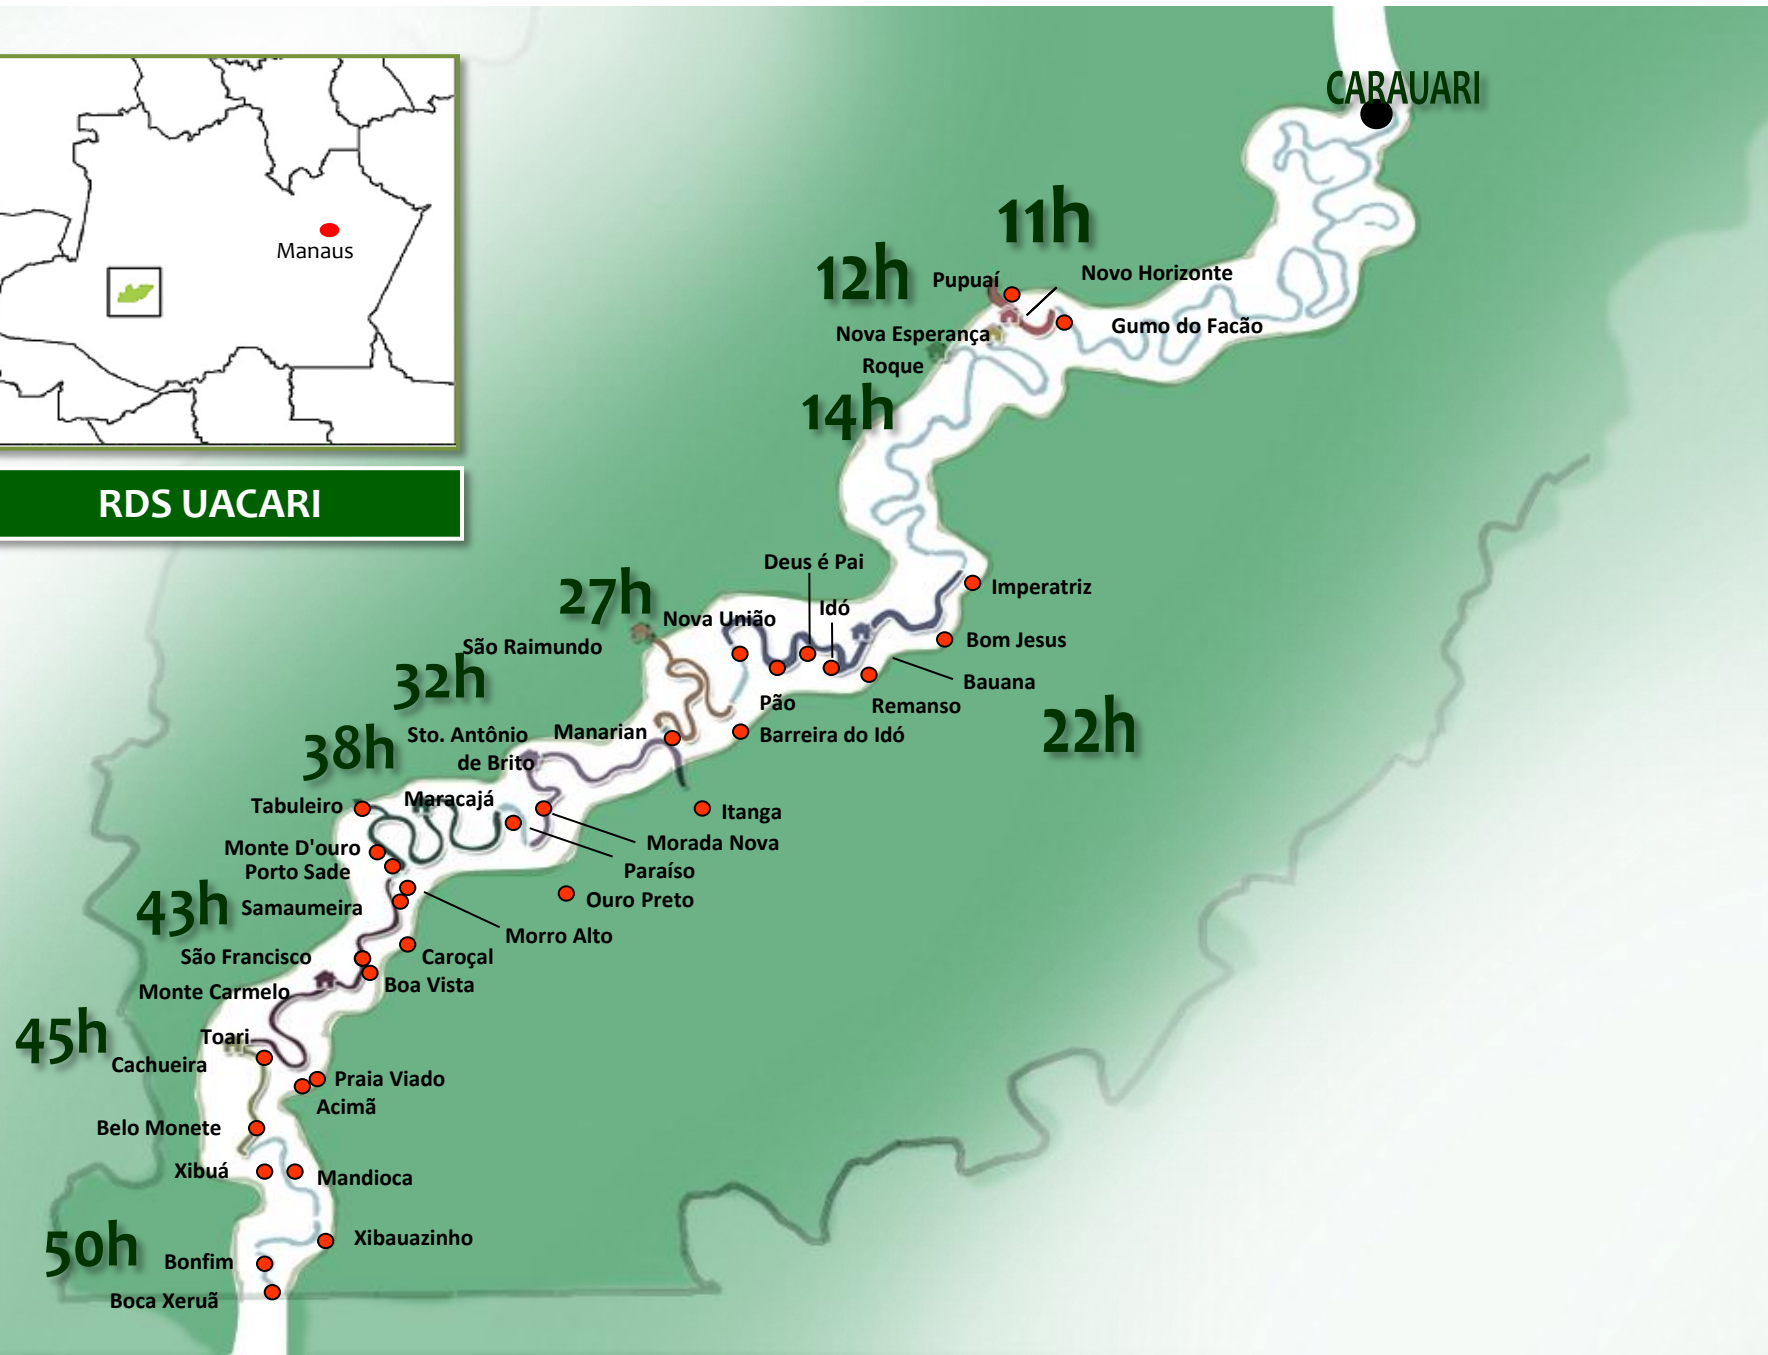 CARAUARI
Manaus
11h
12h
Pupuaí
Novo Horizonte
Nova Esperança
Gumo do Facão
Roque
14h
RDS UACARI
Deus é Pai
27h
Imperatriz
Nova União
Idó
São Raimundo
Bom Jesus
32h
Bauana
Pão
Remanso
22h
38h
Sto. Antônio
de Brito
Manarian
Barreira do Idó
Tabuleiro
Maracajá
Itanga
Monte D'ouro
Morada Nova
Porto Sade
Paraíso
43h
Samaumeira
Ouro Preto
Morro Alto
São Francisco
Caroçal
Monte Carmelo
Boa Vista
45h
Toari
Cachueira
Praia Viado
Acimã
Belo Monete
Xibuá
Mandioca
50h
Xibauazinho
Bonfim
Boca Xeruã